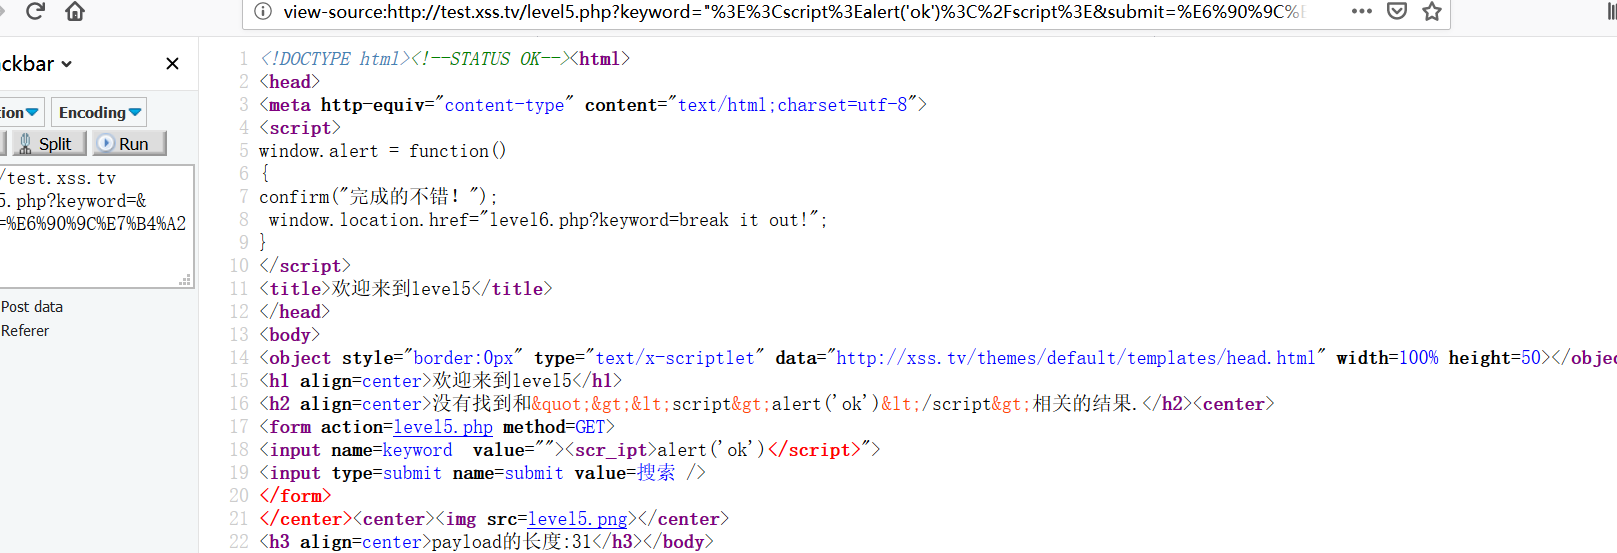 view-source:http://test.xss.tv/level5.php?keyword="%3E%3Cscript%3Ealert('ok')%3C%2Fscript%3E&submit=%E6%90%9C%E
ckbar
tion Encoding
Split Run
/test.xss.tv
5.php?keyword=&
=%E6%90%9C%E7%B4%A2
Post data
Referer
1 <!DOCTYPE html><!--STATUS OK--><html>
2 <head>
3 <meta http-equiv="content-type" content="text/html;charset=utf-8">
4 <script>
5 window.alert = function()
6 {
7 confirm("完成的不错！");
8  window.location.href="level6.php?keyword=break it out!";
9 }
10 </script>
11 <title>欢迎来到level5</title>
12 </head>
13 <body>
14 <object style="border:0px" type="text/x-scriptlet" data="http://xss.tv/themes/default/templates/head.html" width=100% height=50></objec
15 <h1 align=center>欢迎来到level5</h1>
16 <h2 align=center>没有找到和&quot;&gt;&lt;script&gt;alert('ok')&lt;/script&gt;相关的结果.</h2><center>
17 <form action=level5.php method=GET>
18 <input name=keyword  value=""><scr_ipt>alert('ok')</script>">
19 <input type=submit name=submit value=搜索 />
20 </form>
21 </center><center><img src=level5.png></center>
22 <h3 align=center>payload的长度:31</h3></body>